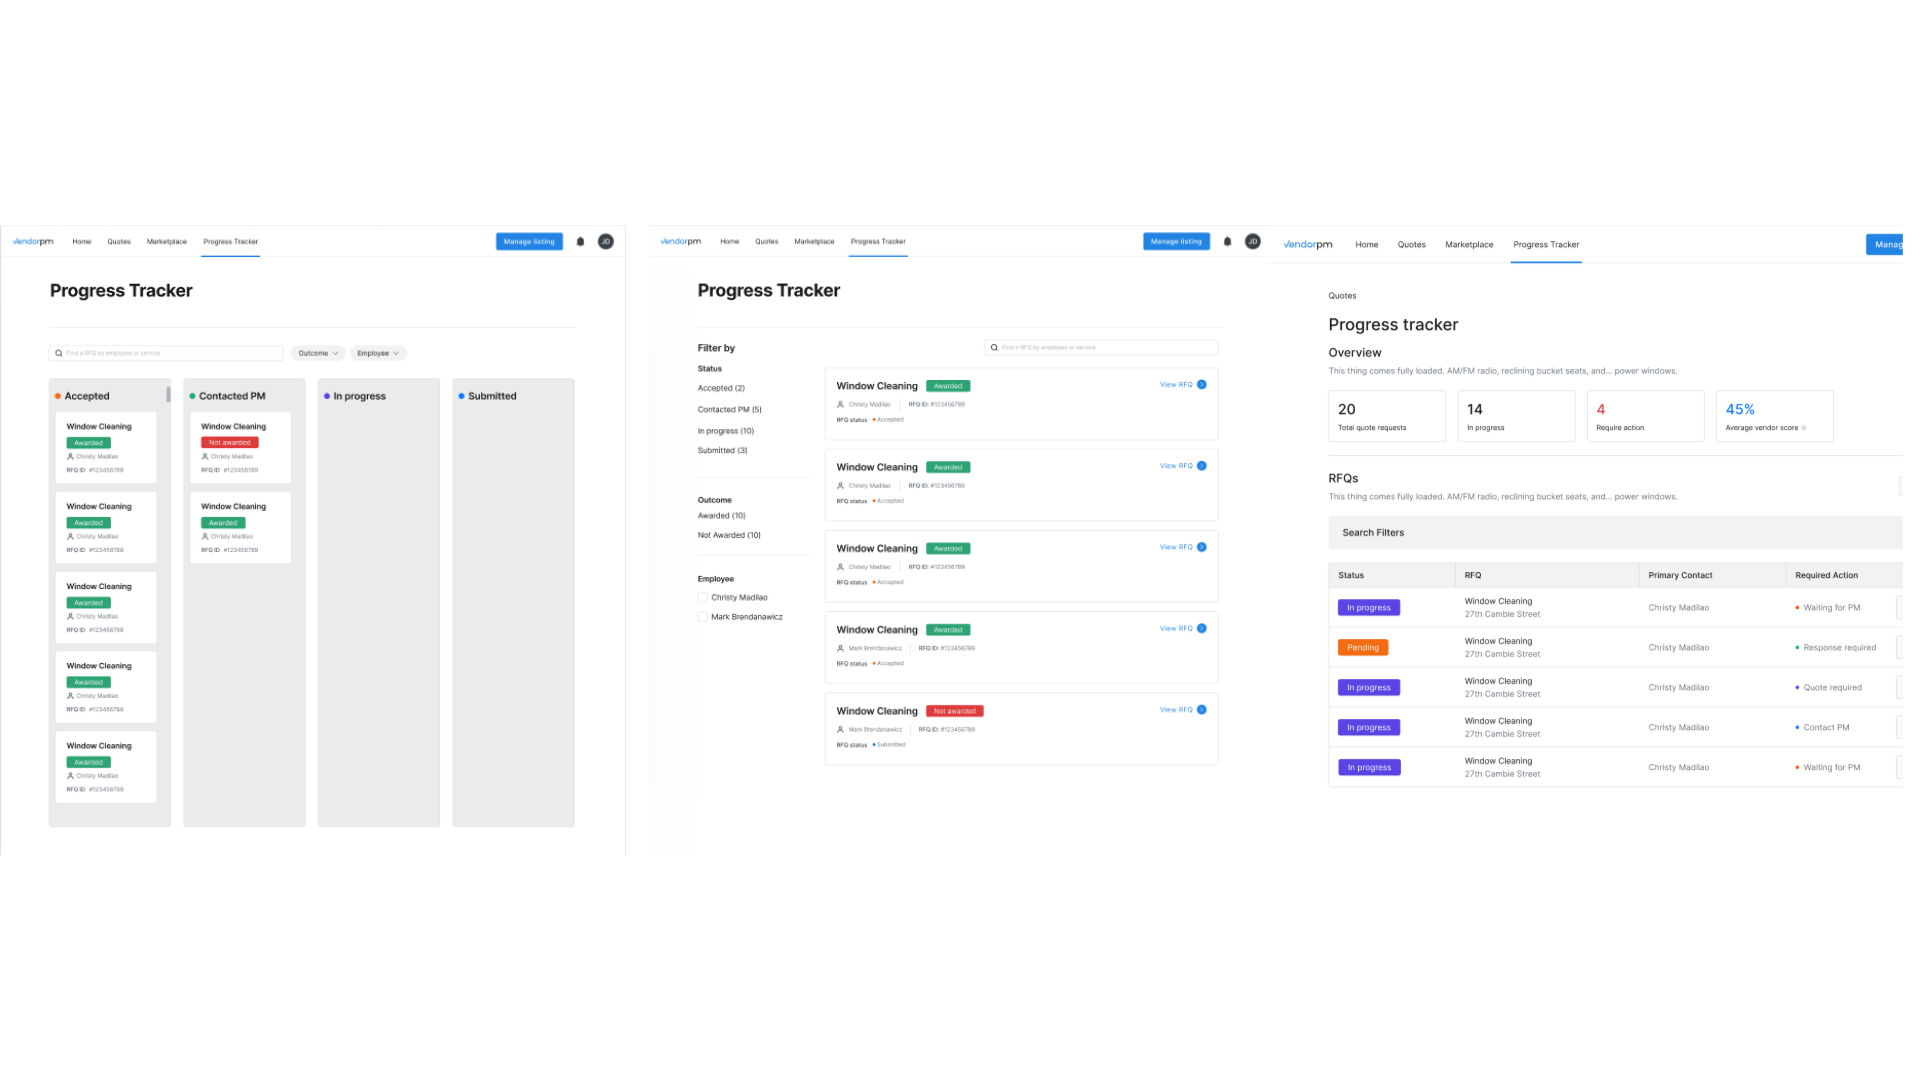 vendorpm Home Quotes Marketplace Progress Tracker Manage listing JD
Progress Tracker
Find a RFQ by employee or service Outcome Employee
Accepted
Window Cleaning
Awarded
Christy Madilao
RFQ ID #123456789
Window Cleaning
Awarded
Christy Madilao
RFQ ID #123456789
Window Cleaning
Awarded
Christy Madilao
RFQ ID #123456789
Window Cleaning
Awarded
Christy Madilao
RFQ ID #123456789
Window Cleaning
Awarded
Christy Madilao
RFQ ID #123456789
Contacted PM
Window Cleaning
Not awarded
Christy Madilao
RFQ ID #123456789
Window Cleaning
Awarded
Christy Madilao
RFQ ID #123456789
In progress
Submitted
vendorpm Home Quotes Marketplace Progress Tracker Manage listing JD
Progress Tracker
Filter by
Status
Accepted (2)
Contacted PM (5)
In progress (10)
Submitted (3)
Outcome
Awarded (10)
Not Awarded (10)
Employee
Christy Madilao
Mark Brendanawicz
Find a RFQ by employee or service
Window Cleaning Awarded View RFQ
Christy Madilao RFQ ID: #123456789
RFQ status Accepted
Window Cleaning Awarded View RFQ
Christy Madilao RFQ ID: #123456789
RFQ status Accepted
Window Cleaning Awarded View RFQ
Christy Madilao RFQ ID: #123456789
RFQ status Accepted
Window Cleaning Awarded View RFQ
Mark Brendanawicz RFQ ID: #123456789
RFQ status Accepted
Window Cleaning Not awarded View RFQ
Mark Brendanawicz RFQ ID: #123456789
RFQ status Submitted
vendorpm Home Quotes Marketplace Progress Tracker Manag
Quotes
Progress tracker
Overview
This thing comes fully loaded. AM/FM radio, reclining bucket seats, and... power windows.
20
Total quote requests
14
In progress
4
Require action
45%
Average vendor score
RFQs
This thing comes fully loaded. AM/FM radio, reclining bucket seats, and... power windows.
Search Filters
Status RFQ Primary Contact Required Action
In progress Window Cleaning Christy Madilao Waiting for PM
27th Cambie Street
Pending Window Cleaning Christy Madilao Response required
27th Cambie Street
In progress Window Cleaning Christy Madilao Quote required
27th Cambie Street
In progress Window Cleaning Christy Madilao Contact PM
27th Cambie Street
In progress Window Cleaning Christy Madilao Waiting for PM
27th Cambie Street